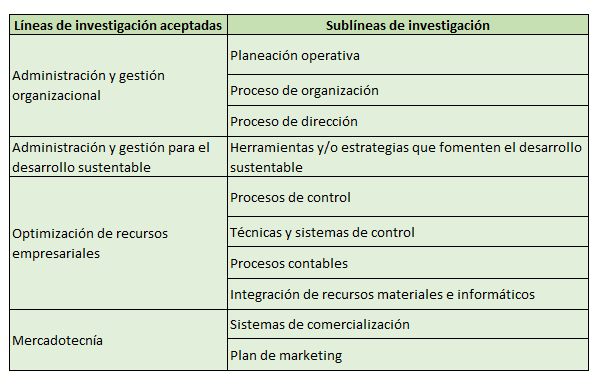 Líneas de investigación aceptadas
Sublíneas de investigación
Administración y gestión
organizacional
Planeación operativa
Proceso de organización
Proceso de dirección
Administración y gestión para el
desarrollo sustentable
Herramientas y/o estrategias que fomenten el desarrollo
sustentable
Optimización de recursos
empresariales
Procesos de control
Técnicas y sistemas de control
Procesos contables
Integración de recursos materiales e informáticos
Mercadotecnía
Sistemas de comercialización
Plan de marketing